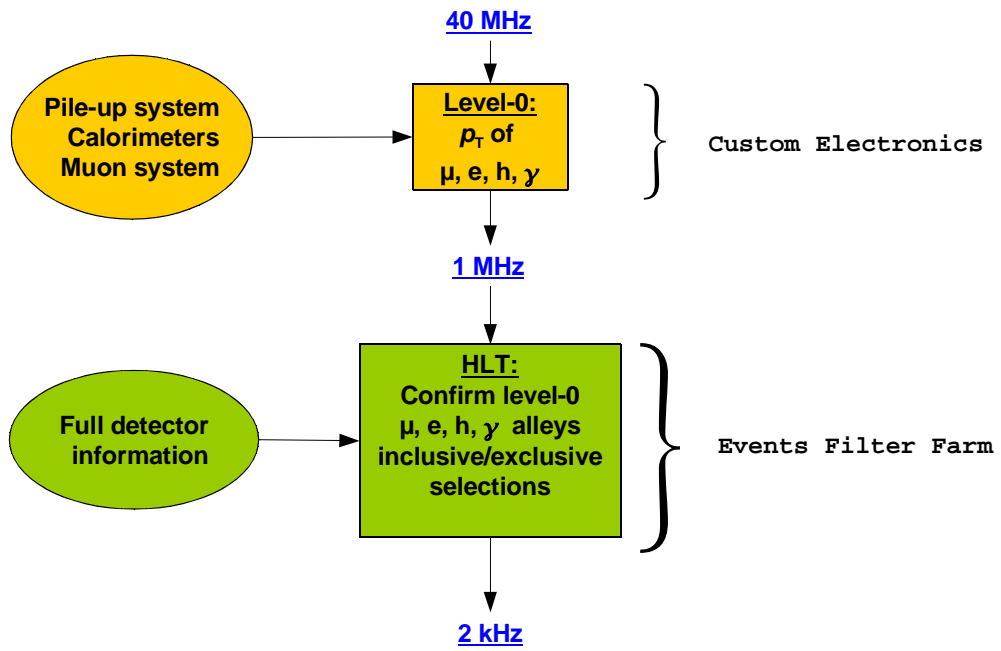 40 MHz
Pile-up system
Calorimeters
Muon system
Level-0:
pT of
μ, e, h, γ
Custom Electronics
1 MHz
Full detector
information
HLT:
Confirm level-0
μ, e, h, γ alleys
inclusive/exclusive
selections
Events Filter Farm
2 kHz